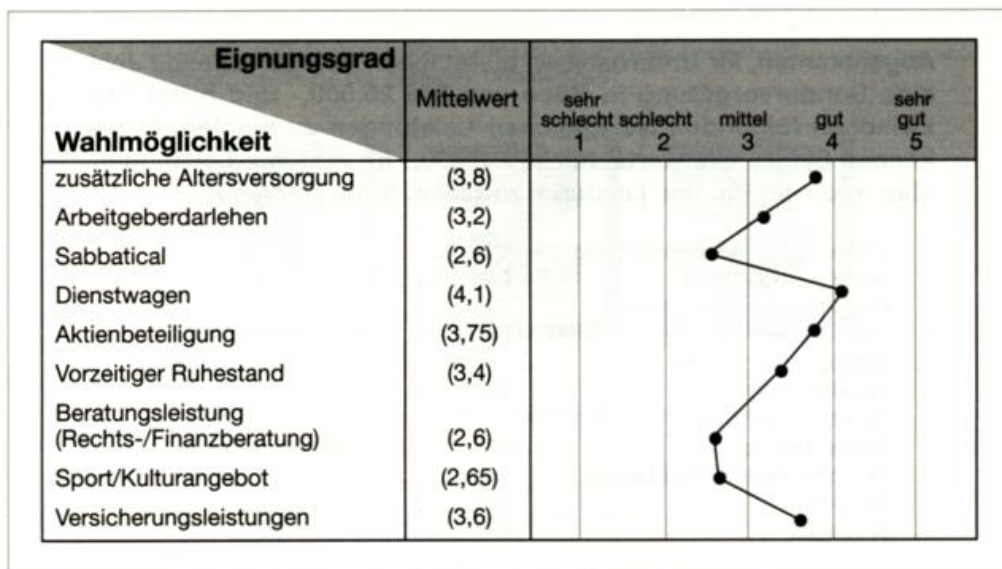 Eignungsgrad
Wahlmöglichkeit
Mittelwert
sehr schlecht schlecht mittel gut sehr gut
1 2 3 4 5
zusätzliche Altersversorgung (3,8)
Arbeitgeberdarlehen (3,2)
Sabbatical (2,6)
Dienstwagen (4,1)
Aktienbeteiligung (3,75)
Vorzeitiger Ruhestand (3,4)
Beratungsleistung
(Rechts-/Finanzberatung) (2,6)
Sport/Kulturangebot (2,65)
Versicherungsleistungen (3,6)